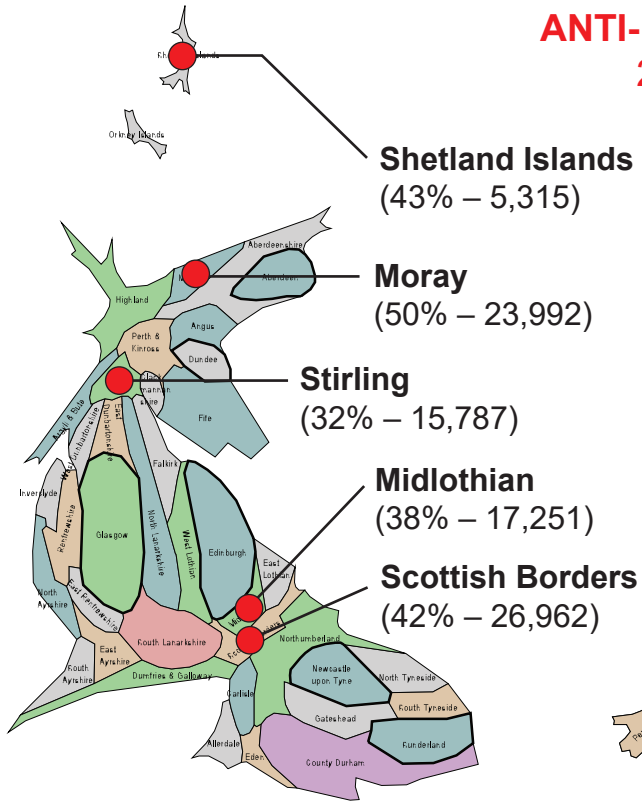 ANTI-
2
Shetland Islands
(43% – 5,315)
Orkney Islands
Aberdeenshire
Moray
(50% – 23,992)
Aberdeen
Highland
Angus
Perth &
Kinross
Dundee
Stirling
(32% – 15,787)
Argyll & Bute
West Dunbartonshire
East
Dunbartonshire
Fife
Falkirk
Midlothian
(38% – 17,251)
Inverclyde
Renfrewshire
Glasgow
North Lanarkshire
West Lothian
Edinburgh
East
Lothian
Scottish Borders
(42% – 26,962)
North
Ayrshire
East Renfrewshire
South Lanarkshire
Northumberland
East
Ayrshire
South
Ayrshire
Dumfries & Galloway
Carlisle
Newcastle
upon Tyne
North Tyneside
South Tyneside
Gateshead
Sunderland
Allerdale
Eden
County Durham